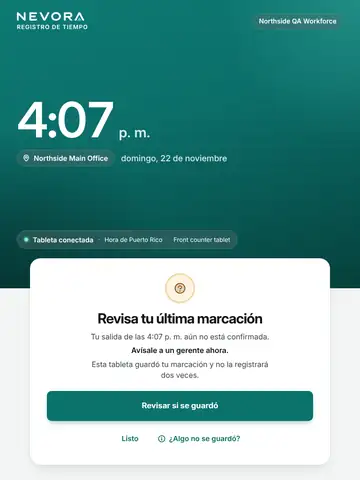 NEVORA
REGISTRO DE TIEMPO
Northside QA Workforce
4:07 p. m.
Northside Main Office
domingo, 22 de noviembre
Tableta conectada · Hora de Puerto Rico · Front counter tablet
Revisa tu última marcación
Tu salida de las 4:07 p. m. aún no está confirmada.
Avísale a un gerente ahora.
Esta tableta guardó tu marcación y no la registrará
dos veces.
Revisar si se guardó
Listo
¿Algo no se guardó?